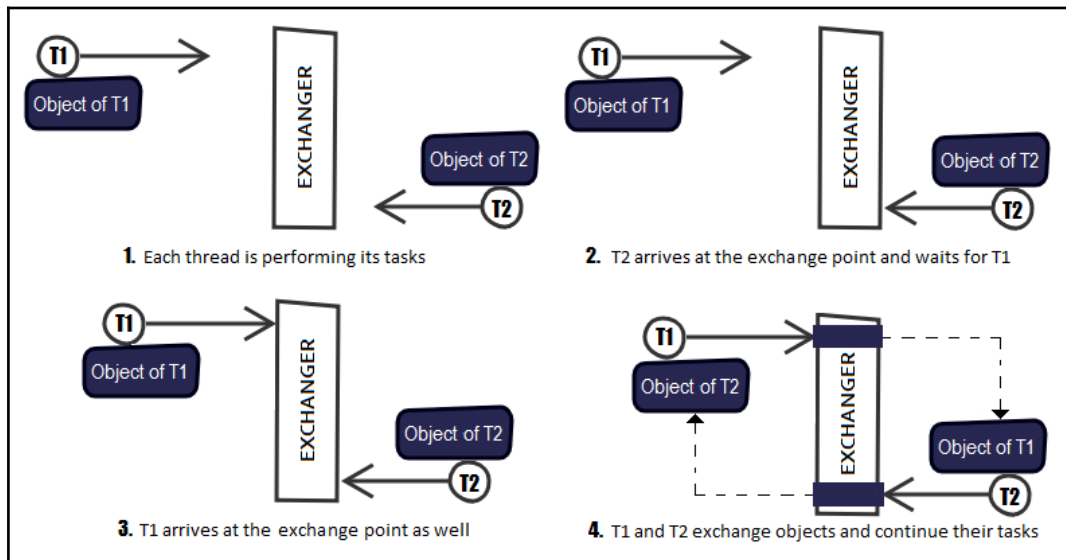 T1
Object of T1
EXCHANGER
Object of T2
T2
1. Each thread is performing its tasks
T1
Object of T1
EXCHANGER
Object of T2
T2
2. T2 arrives at the exchange point and waits for T1
T1
Object of T1
EXCHANGER
Object of T2
T2
3. T1 arrives at the exchange point as well
T1
Object of T2
EXCHANGER
Object of T1
T2
4. T1 and T2 exchange objects and continue their tasks